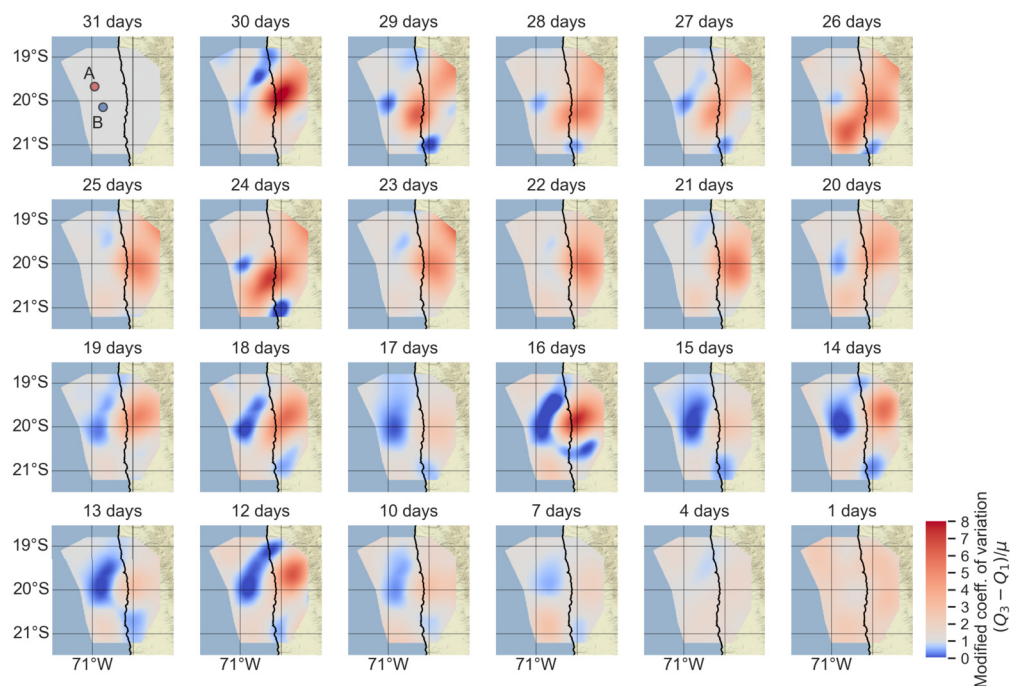 31 days
30 days
29 days
28 days
27 days
26 days
19°S
20°S
21°S
A
B
25 days
24 days
23 days
22 days
21 days
20 days
19°S
20°S
21°S
19 days
18 days
17 days
16 days
15 days
14 days
19°S
20°S
21°S
13 days
12 days
10 days
7 days
4 days
1 days
19°S
20°S
21°S
71°W
71°W
71°W
71°W
71°W
71°W
8
7
6
5
4
3
2
1
0
Modified coeff. of variation
(Q₃ − Q₁)/μ